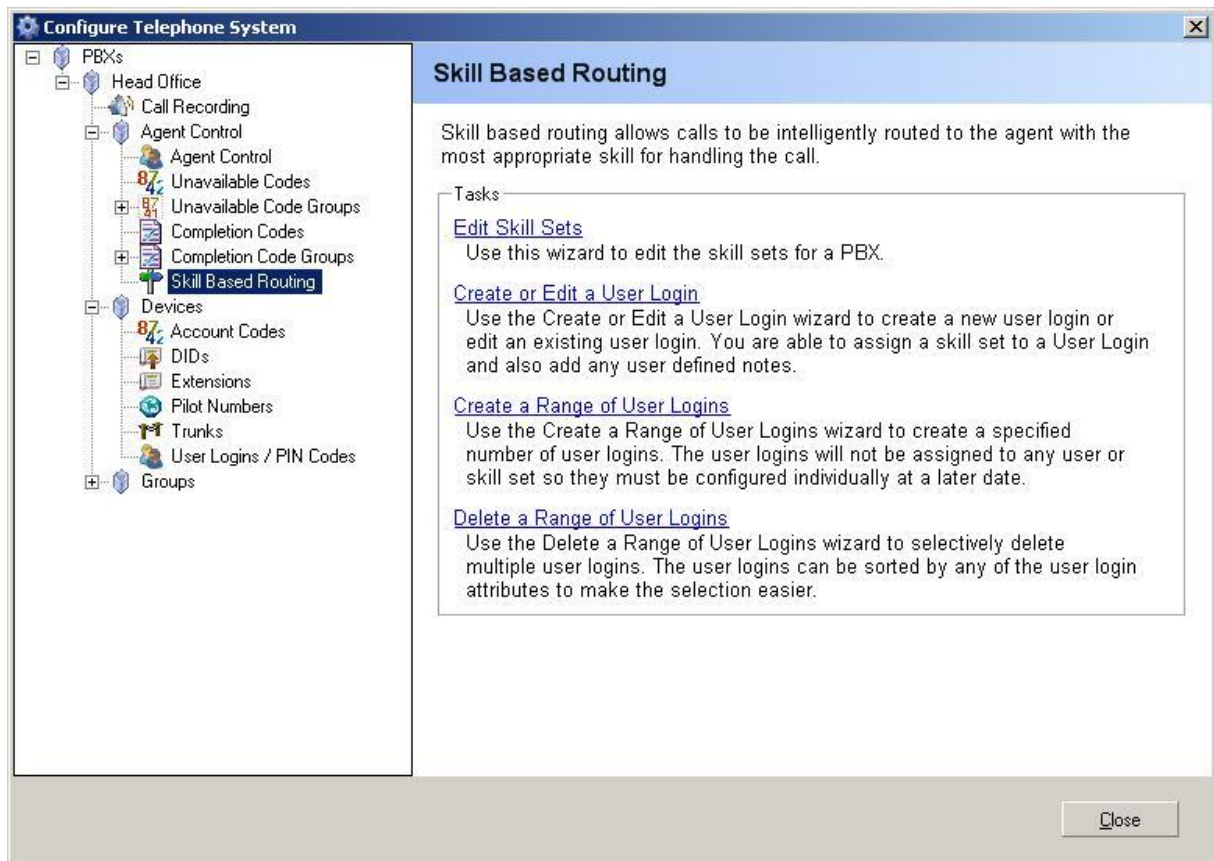 Configure Telephone System
PBXs
Head Office
Call Recording
Agent Control
Agent Control
Unavailable Codes
Unavailable Code Groups
Completion Codes
Completion Code Groups
Skill Based Routing
Devices
Account Codes
DIDs
Extensions
Pilot Numbers
Trunks
User Logins / PIN Codes
Groups
Skill Based Routing
Skill based routing allows calls to be intelligently routed to the agent with the
most appropriate skill for handling the call.
Tasks
Edit Skill Sets
Use this wizard to edit the skill sets for a PBX.
Create or Edit a User Login
Use the Create or Edit a User Login wizard to create a new user login or
edit an existing user login. You are able to assign a skill set to a User Login
and also add any user defined notes.
Create a Range of User Logins
Use the Create a Range of User Logins wizard to create a specified
number of user logins. The user logins will not be assigned to any user or
skill set so they must be configured individually at a later date.
Delete a Range of User Logins
Use the Delete a Range of User Logins wizard to selectively delete
multiple user logins. The user logins can be sorted by any of the user login
attributes to make the selection easier.
Close